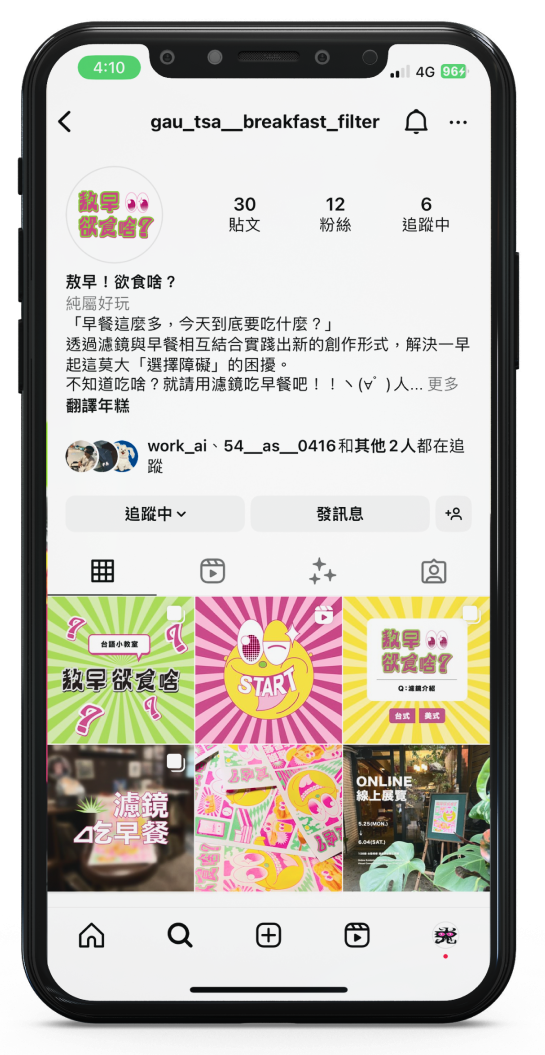 4:10
4G 96
gau_tsa__breakfast_filter
敖早
欲食啥?
30
貼文
12
粉絲
6
追蹤中
敖早！欲食啥？
純屬好玩
「早餐這麼多，今天到底要吃什麼？」
透過濾鏡與早餐相互結合實踐出新的創作形式，解決一早
起這莫大「選擇障礙」的困擾。
不知道吃啥？就請用濾鏡吃早餐吧！！ヽ(∀ﾟ)人... 更多
翻譯年糕
work_ai、54__as__0416和其他 2 人都在追
蹤
追蹤中
發訊息
台語小教室
敖早欲食啥
START
敖早
欲食啥?
Q:濾鏡介紹
台式
美式
濾鏡
吃早餐
ONLINE
線上展覽
5.25(MON.)
6.04(SAT.)